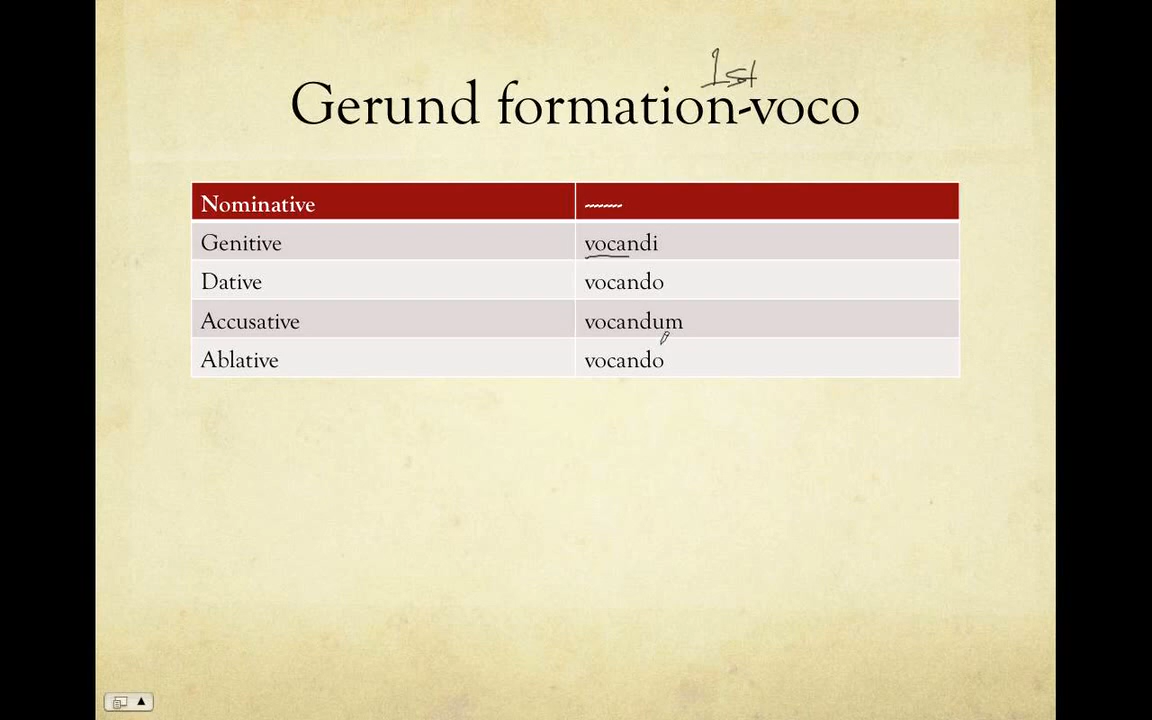 1st
Gerund formation-voco
Nominative -------
Genitive vocandi
Dative vocando
Accusative vocandum
Ablative vocando